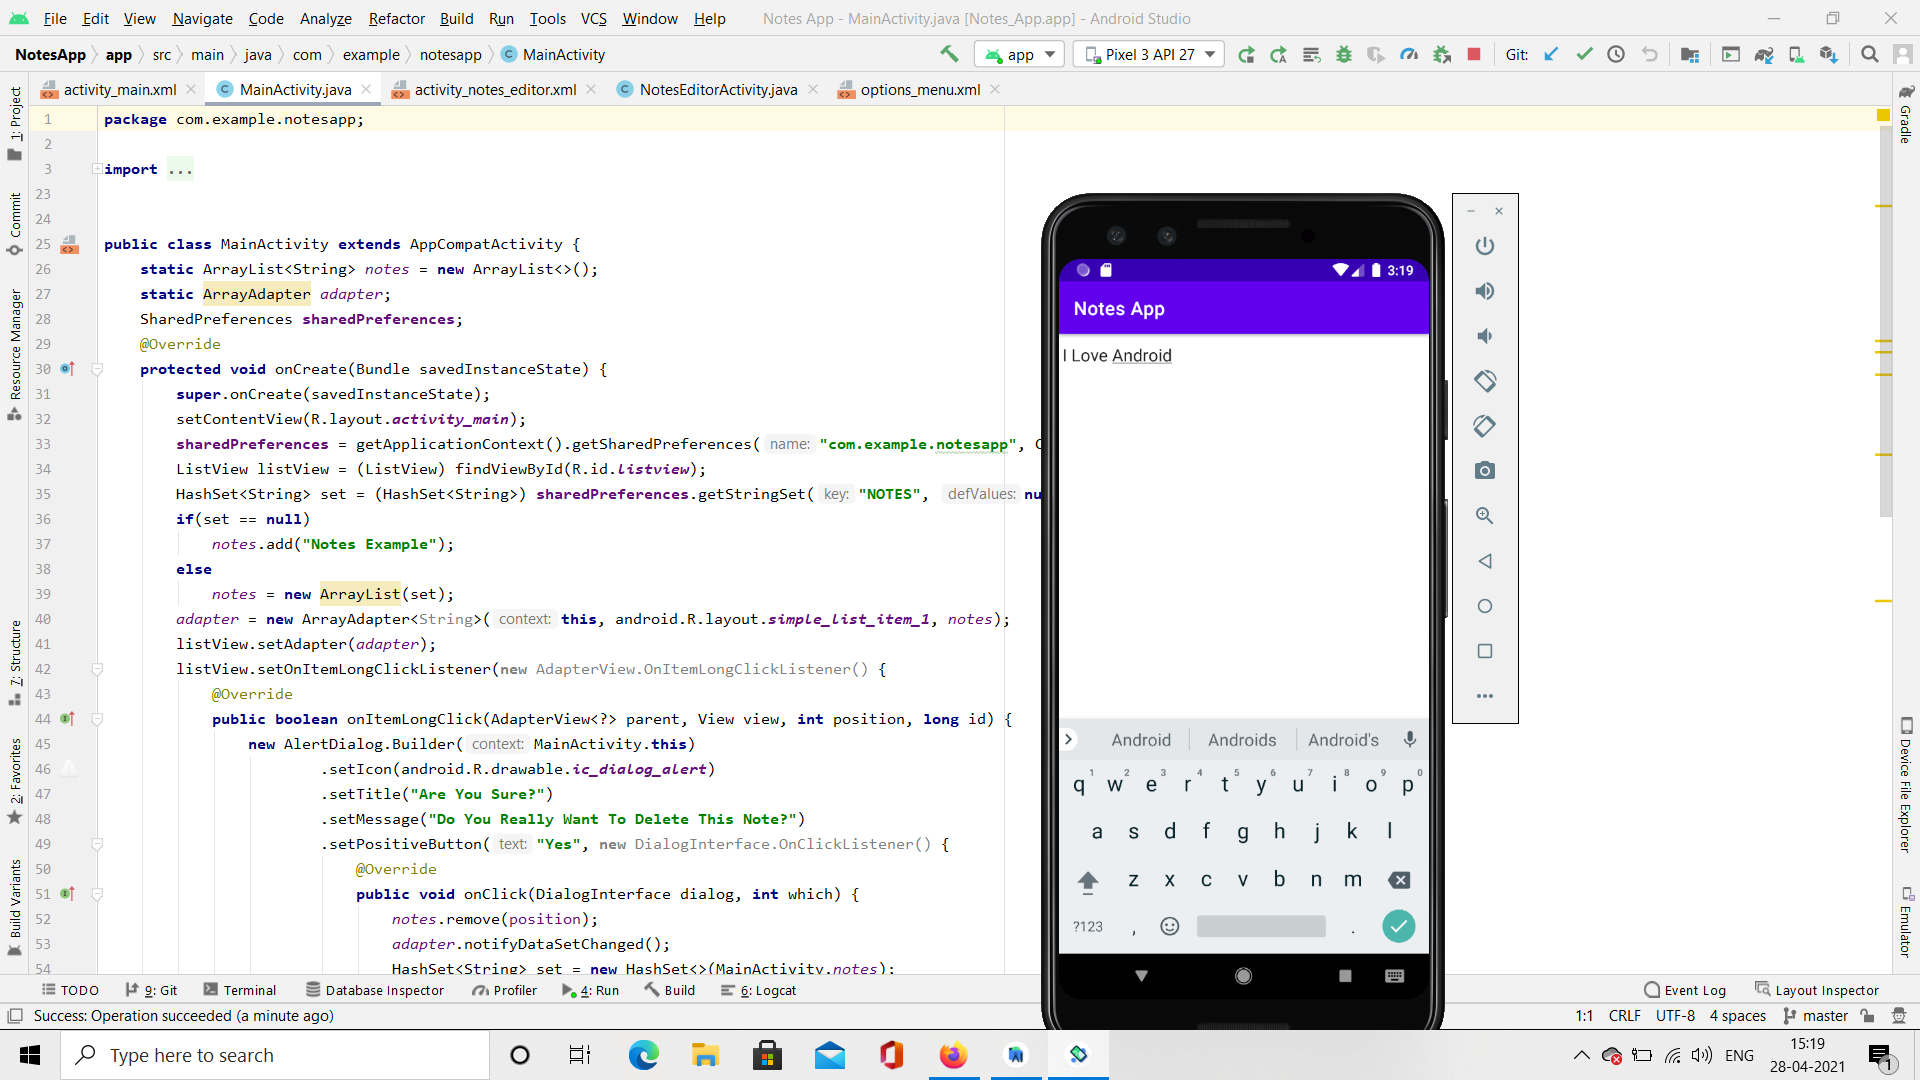 File Edit View Navigate Code Analyze Refactor Build Run Tools VCS Window Help Notes App - MainActivity.java [Notes_App.app] - Android Studio
NotesApp app src main java com example notesapp MainActivity app Pixel 3 API 27 Git:
activity_main.xml MainActivity.java activity_notes_editor.xml NotesEditorActivity.java options_menu.xml
1: Project
Commit
Resource Manager
7: Structure
2: Favorites
Build Variants
1 package com.example.notesapp;
2
3 import ...
23
24
25 public class MainActivity extends AppCompatActivity {
26 static ArrayList<String> notes = new ArrayList<>();
27 static ArrayAdapter adapter;
28 SharedPreferences sharedPreferences;
29 @Override
30 protected void onCreate(Bundle savedInstanceState) {
31 super.onCreate(savedInstanceState);
32 setContentView(R.layout.activity_main);
33 sharedPreferences = getApplicationContext().getSharedPreferences( name: "com.example.notesapp",
34 ListView listView = (ListView) findViewById(R.id.listview);
35 HashSet<String> set = (HashSet<String>) sharedPreferences.getStringSet( key: "NOTES", defValues: nu
36 if(set == null)
37 notes.add("Notes Example");
38 else
39 notes = new ArrayList(set);
40 adapter = new ArrayAdapter<String>( context: this, android.R.layout.simple_list_item_1, notes);
41 listView.setAdapter(adapter);
42 listView.setOnItemLongClickListener(new AdapterView.OnItemLongClickListener() {
43 @Override
44 public boolean onItemLongClick(AdapterView<?> parent, View view, int position, long id) {
45 new AlertDialog.Builder( context: MainActivity.this)
46 .setIcon(android.R.drawable.ic_dialog_alert)
47 .setTitle("Are You Sure?")
48 .setMessage("Do You Really Want To Delete This Note?")
49 .setPositiveButton( text: "Yes", new DialogInterface.OnClickListener() {
50 @Override
51 public void onClick(DialogInterface dialog, int which) {
52 notes.remove(position);
53 adapter.notifyDataSetChanged();
54 HashSet<String> set = new HashSet<>(MainActivity.notes);
3:19
Notes App
I Love Android
Android Androids Android's
q1 w2 e3 r4 t5 y6 u7 i8 o9 p0
a s d f g h j k l
z x c v b n m
?123 , .
Gradle
Device File Explorer
Emulator
TODO 9: Git Terminal Database Inspector Profiler 4: Run Build 6: Logcat Event Log Layout Inspector
Success: Operation succeeded (a minute ago) 1:1 CRLF UTF-8 4 spaces master
Type here to search ENG 15:19
28-04-2021 1